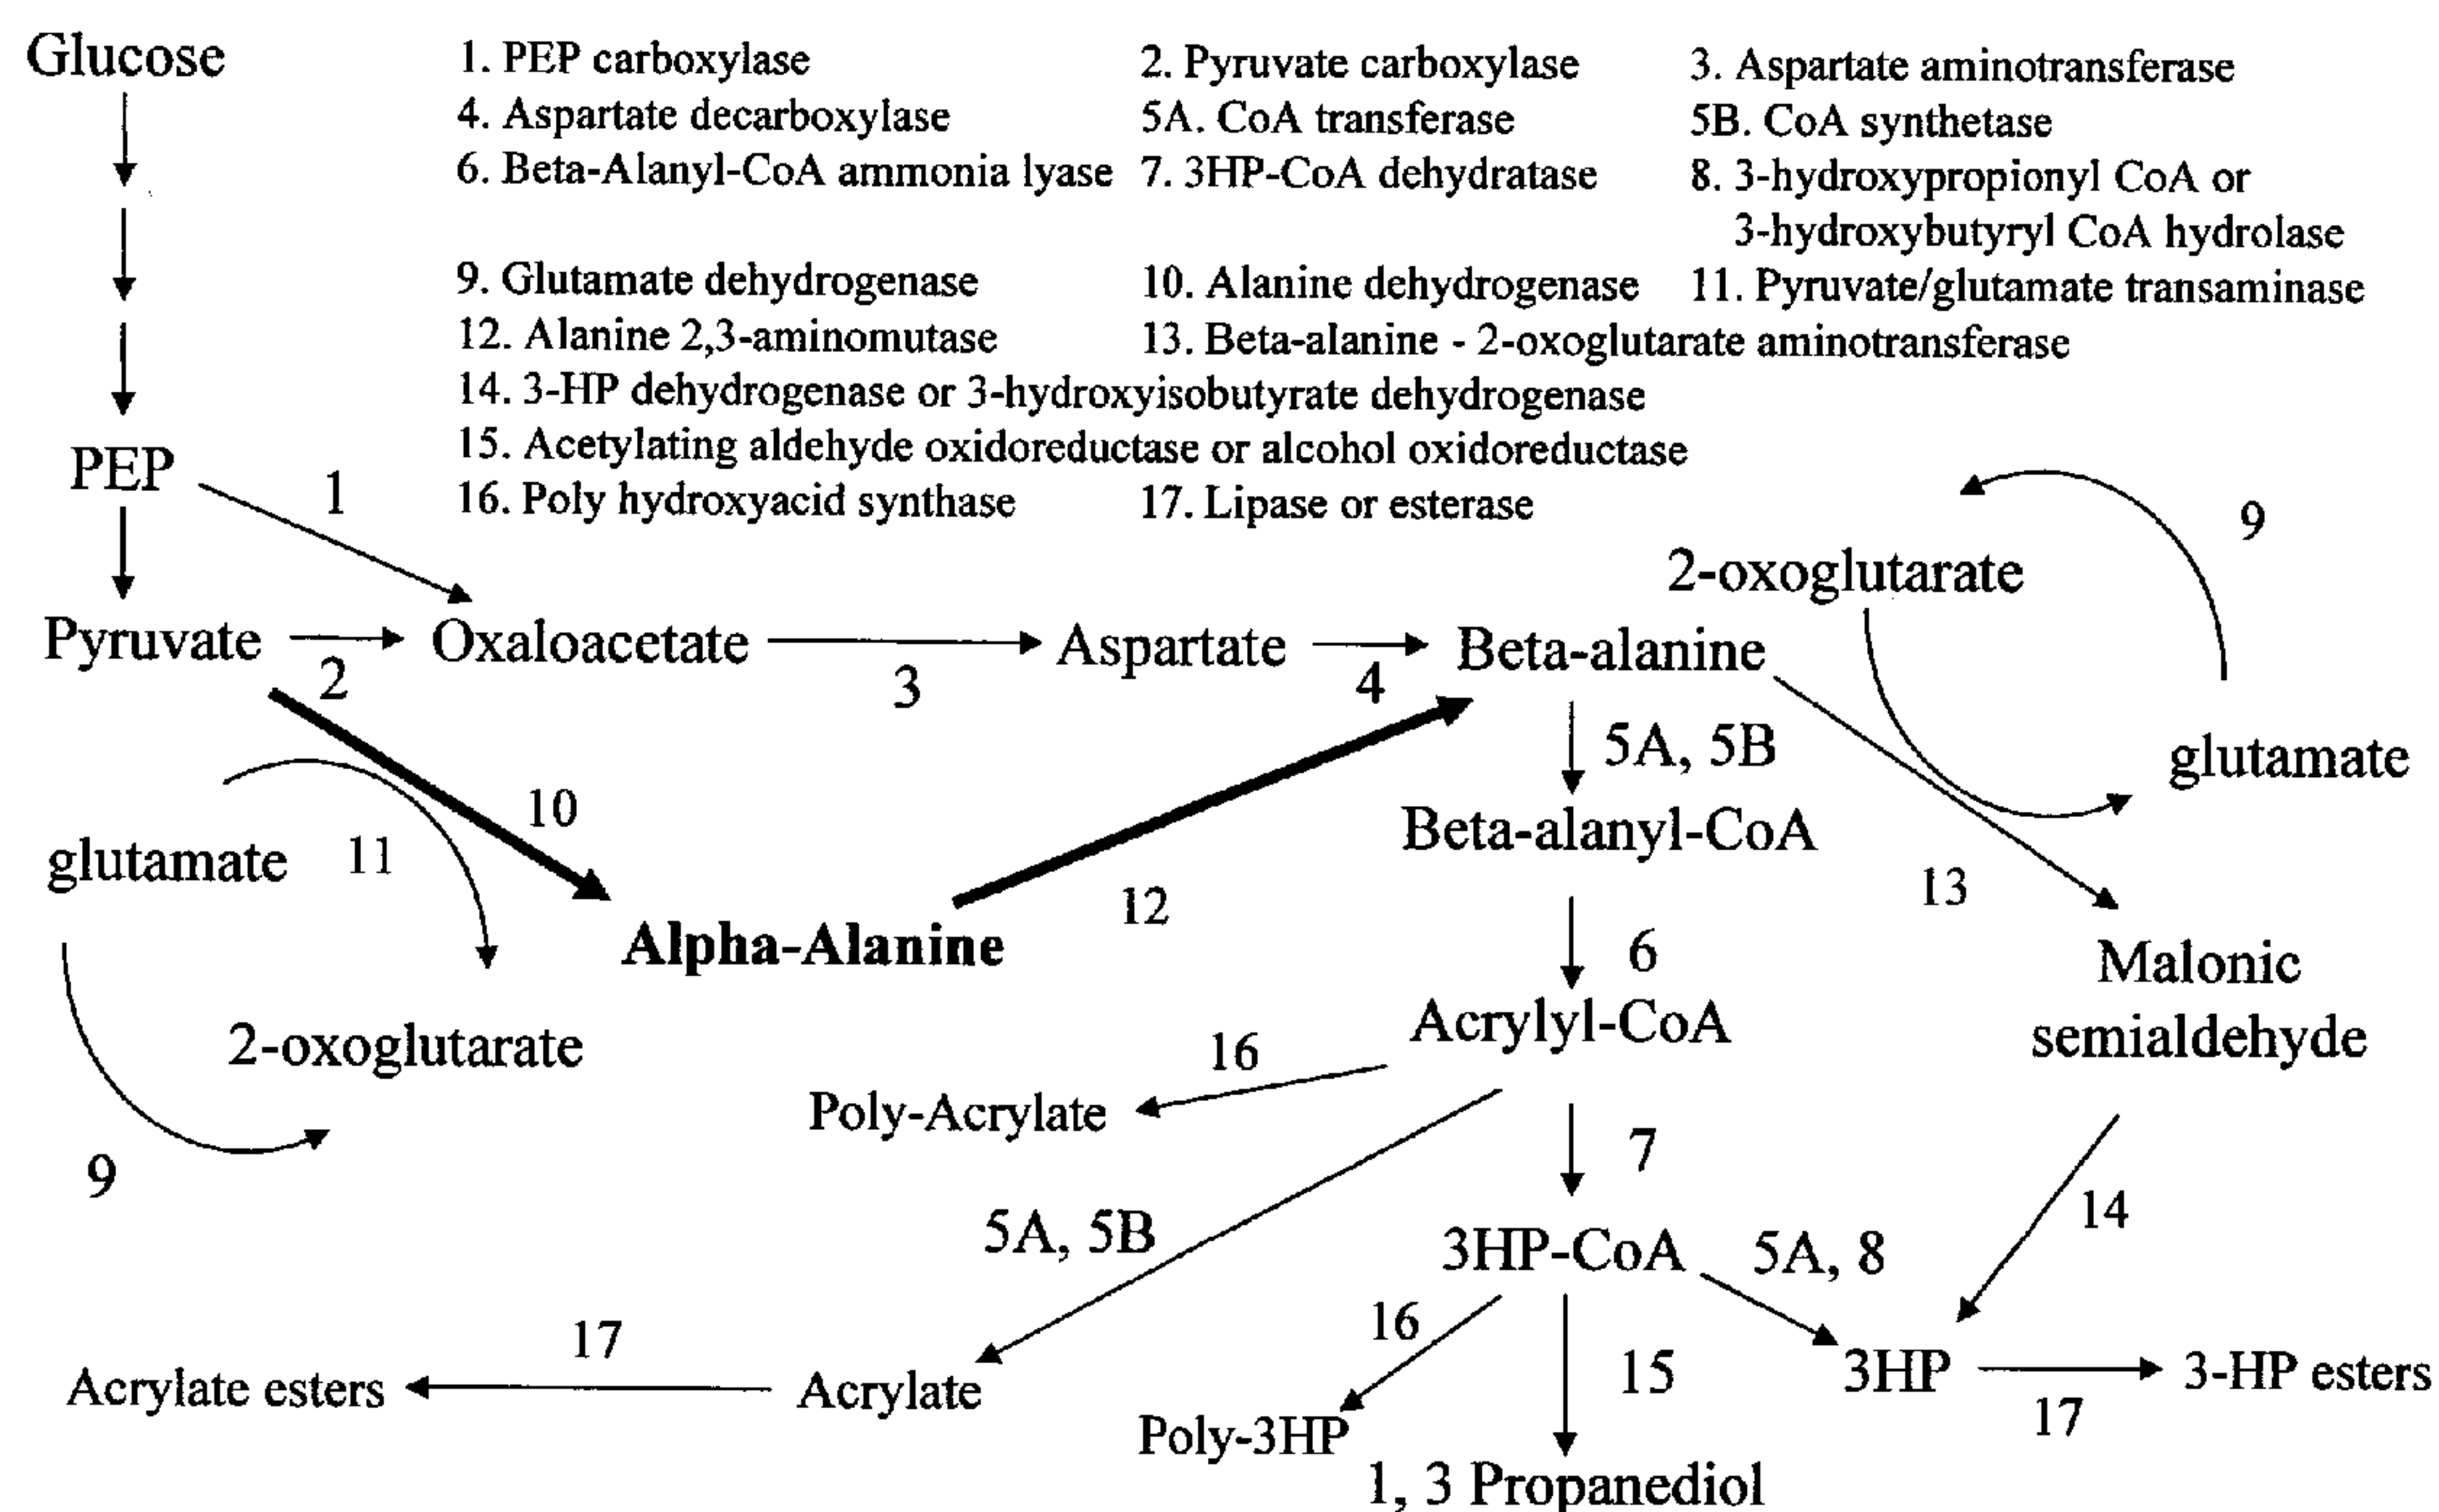 Glucose
1. PEP carboxylase 2. Pyruvate carboxylase 3. Aspartate aminotransferase
4. Aspartate decarboxylase 5A. CoA transferase 5B. CoA synthetase
6. Beta-Alanyl-CoA ammonia lyase 7. 3HP-CoA dehydratase 8. 3-hydroxypropionyl CoA or
3-hydroxybutyryl CoA hydrolase
9. Glutamate dehydrogenase 10. Alanine dehydrogenase 11. Pyruvate/glutamate transaminase
12. Alanine 2,3-aminomutase 13. Beta-alanine - 2-oxoglutarate aminotransferase
14. 3-HP dehydrogenase or 3-hydroxyisobutyrate dehydrogenase
15. Acetylating aldehyde oxidoreductase or alcohol oxidoreductase
16. Poly hydroxyacid synthase 17. Lipase or esterase
PEP
1
9
2-oxoglutarate
Pyruvate
2
Oxaloacetate
3
Aspartate
4
Beta-alanine
5A, 5B
glutamate
10
11
glutamate
Beta-alanyl-CoA
12
13
Alpha-Alanine
6
Malonic
semialdehyde
2-oxoglutarate
Acrylyl-CoA
16
Poly-Acrylate
9
7
5A, 5B
14
3HP-CoA
5A, 8
16
15
17
Acrylate esters
Acrylate
3HP
17
3-HP esters
Poly-3HP
1, 3 Propanediol